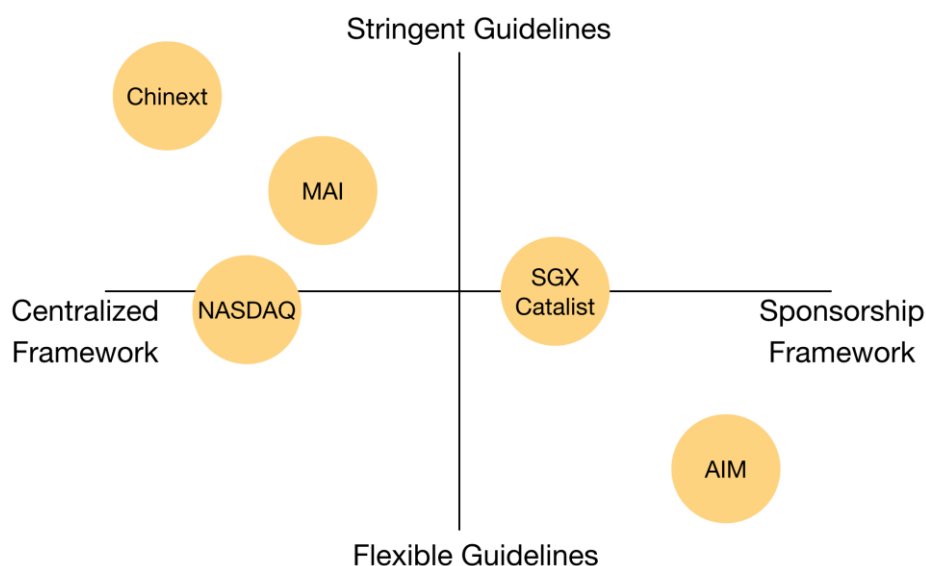 Stringent Guidelines
Chinext
MAI
SGX
Catalist
NASDAQ
Centralized
Framework
Sponsorship
Framework
AIM
Flexible Guidelines